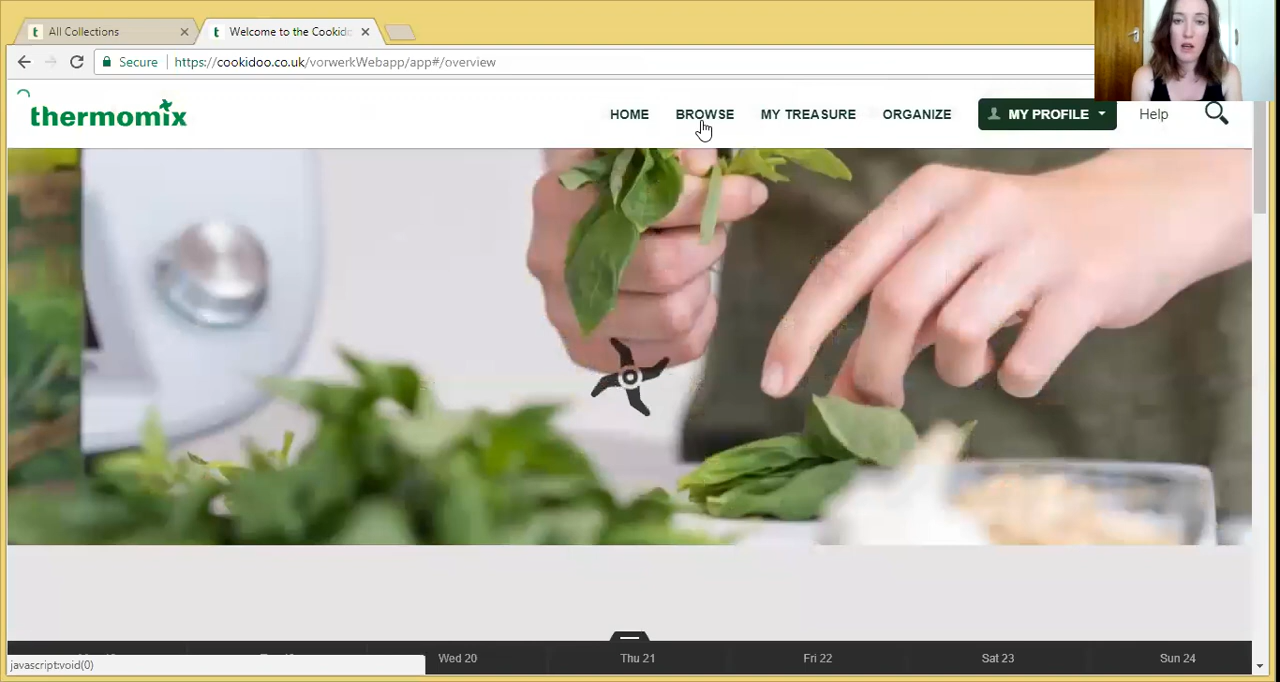 All Collections
Welcome to the Cookid
Secure
https://cookidoo.co.uk/vorwerkWebapp/app#/overview
thermomix
HOME
BROWSE
MY TREASURE
ORGANIZE
MY PROFILE
Help
Wed 20
Thu 21
Fri 22
Sat 23
Sun 24
javascript:void(0)